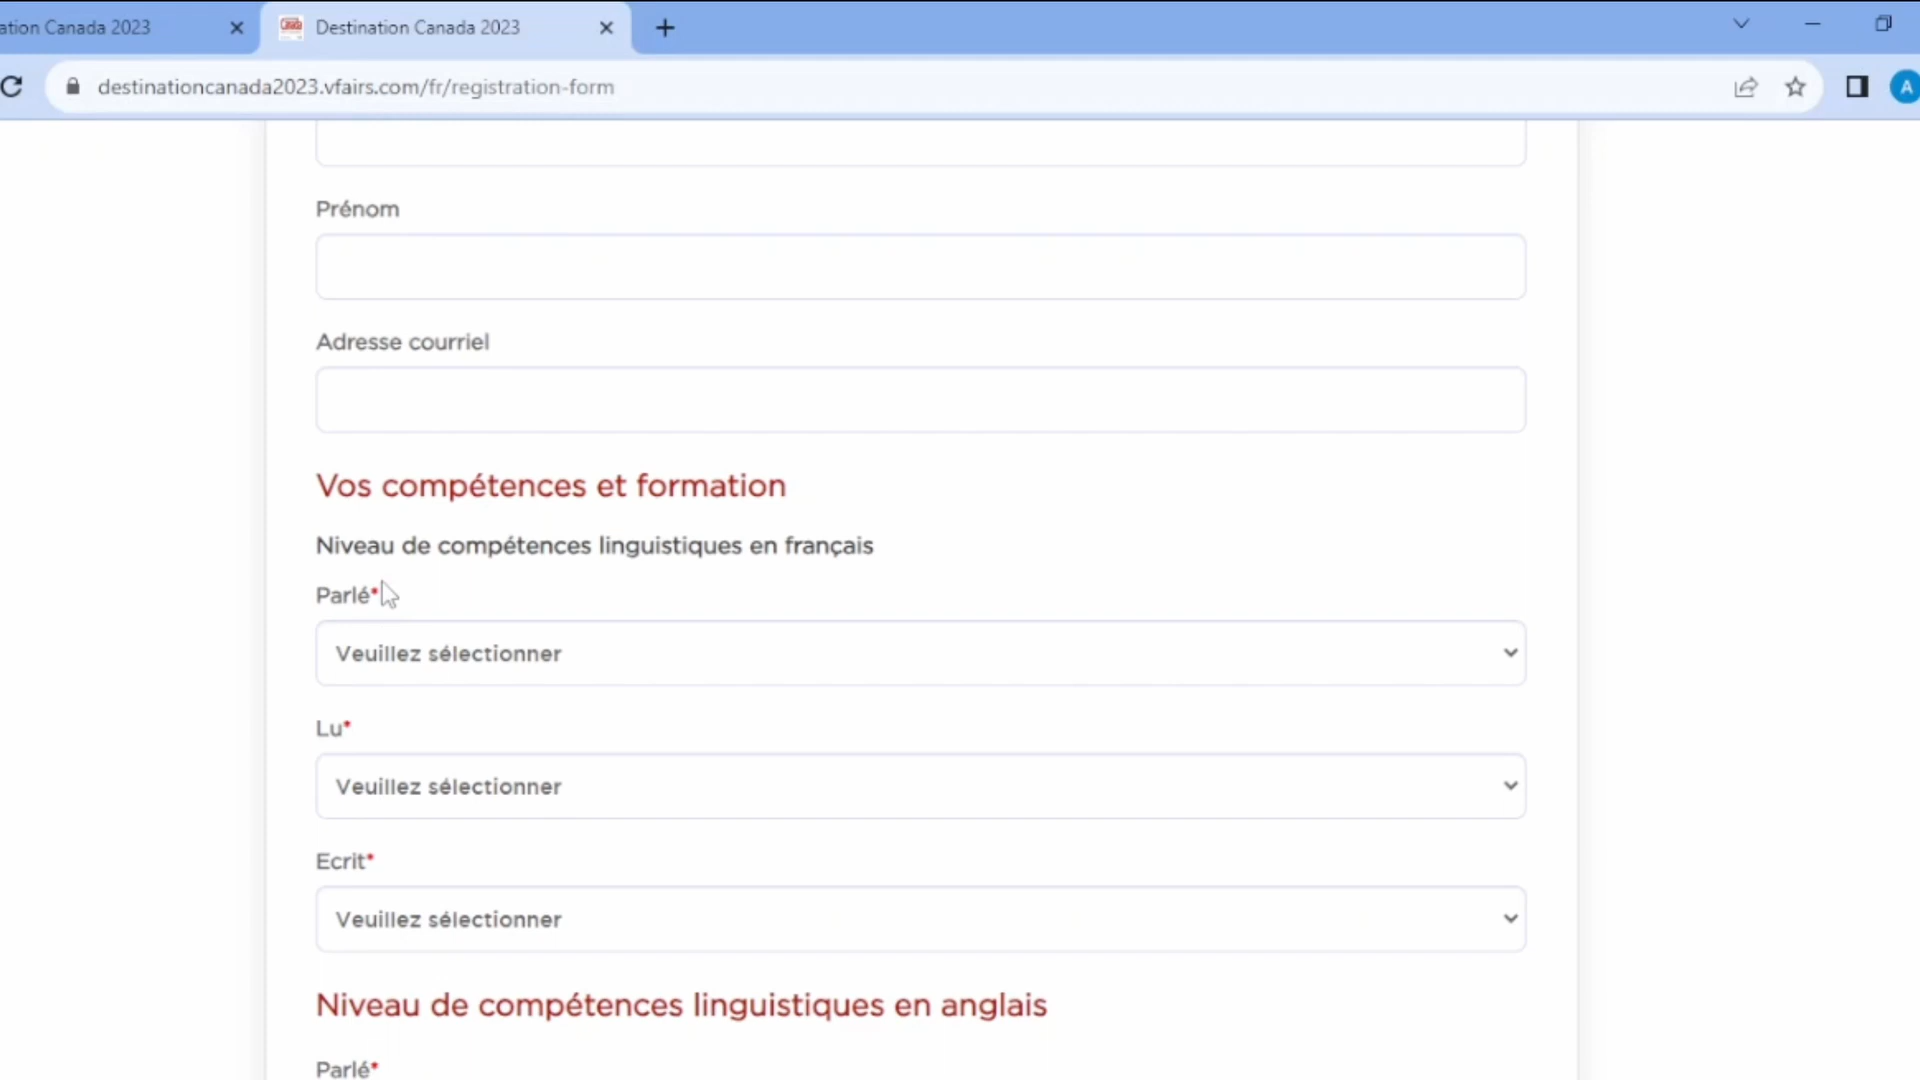 ation Canada 2023
Destination Canada 2023
destinationcanada2023.vfairs.com/fr/registration-form
A
Prénom
Adresse courriel
Vos compétences et formation
Niveau de compétences linguistiques en français
Parlé*
Veuillez sélectionner
Lu*
Veuillez sélectionner
Ecrit*
Veuillez sélectionner
Niveau de compétences linguistiques en anglais
Parlé*